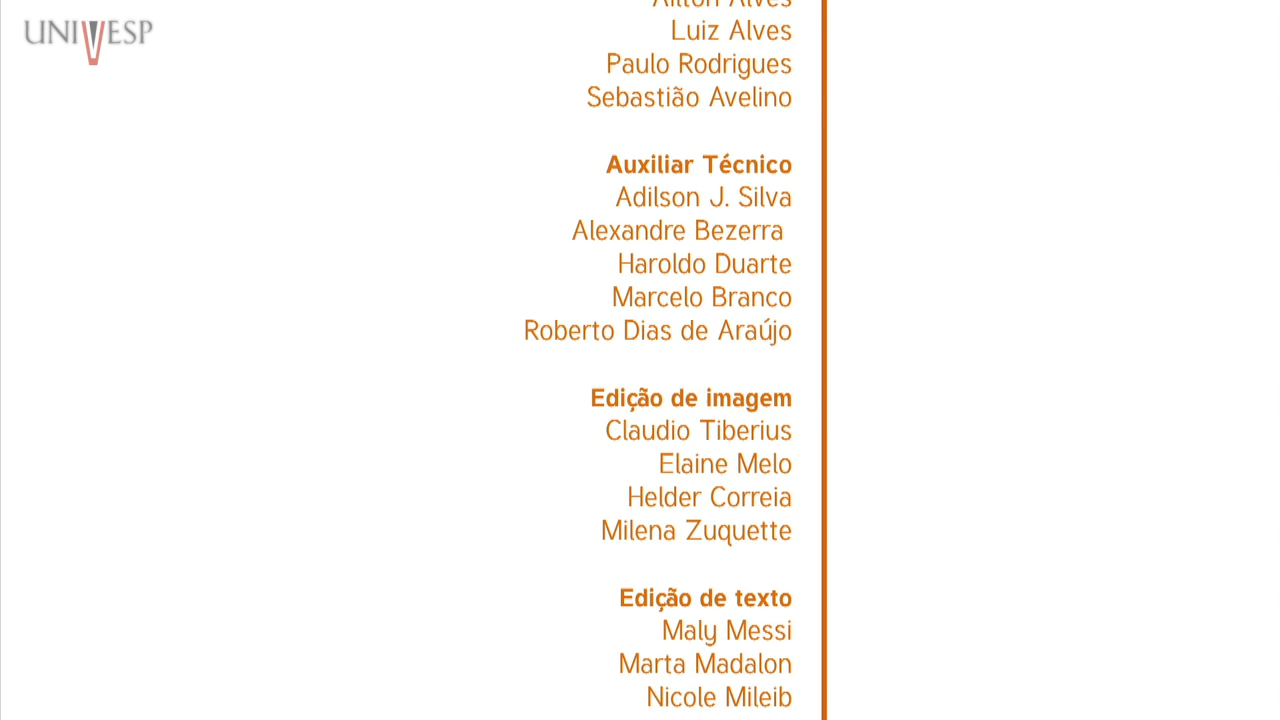 UNIVESP
Ailton Alves
Luiz Alves
Paulo Rodrigues
Sebastião Avelino
Auxiliar Técnico
Adilson J. Silva
Alexandre Bezerra
Haroldo Duarte
Marcelo Branco
Roberto Dias de Araújo
Edição de imagem
Claudio Tiberius
Elaine Melo
Helder Correia
Milena Zuquette
Edição de texto
Maly Messi
Marta Madalon
Nicole Mileib